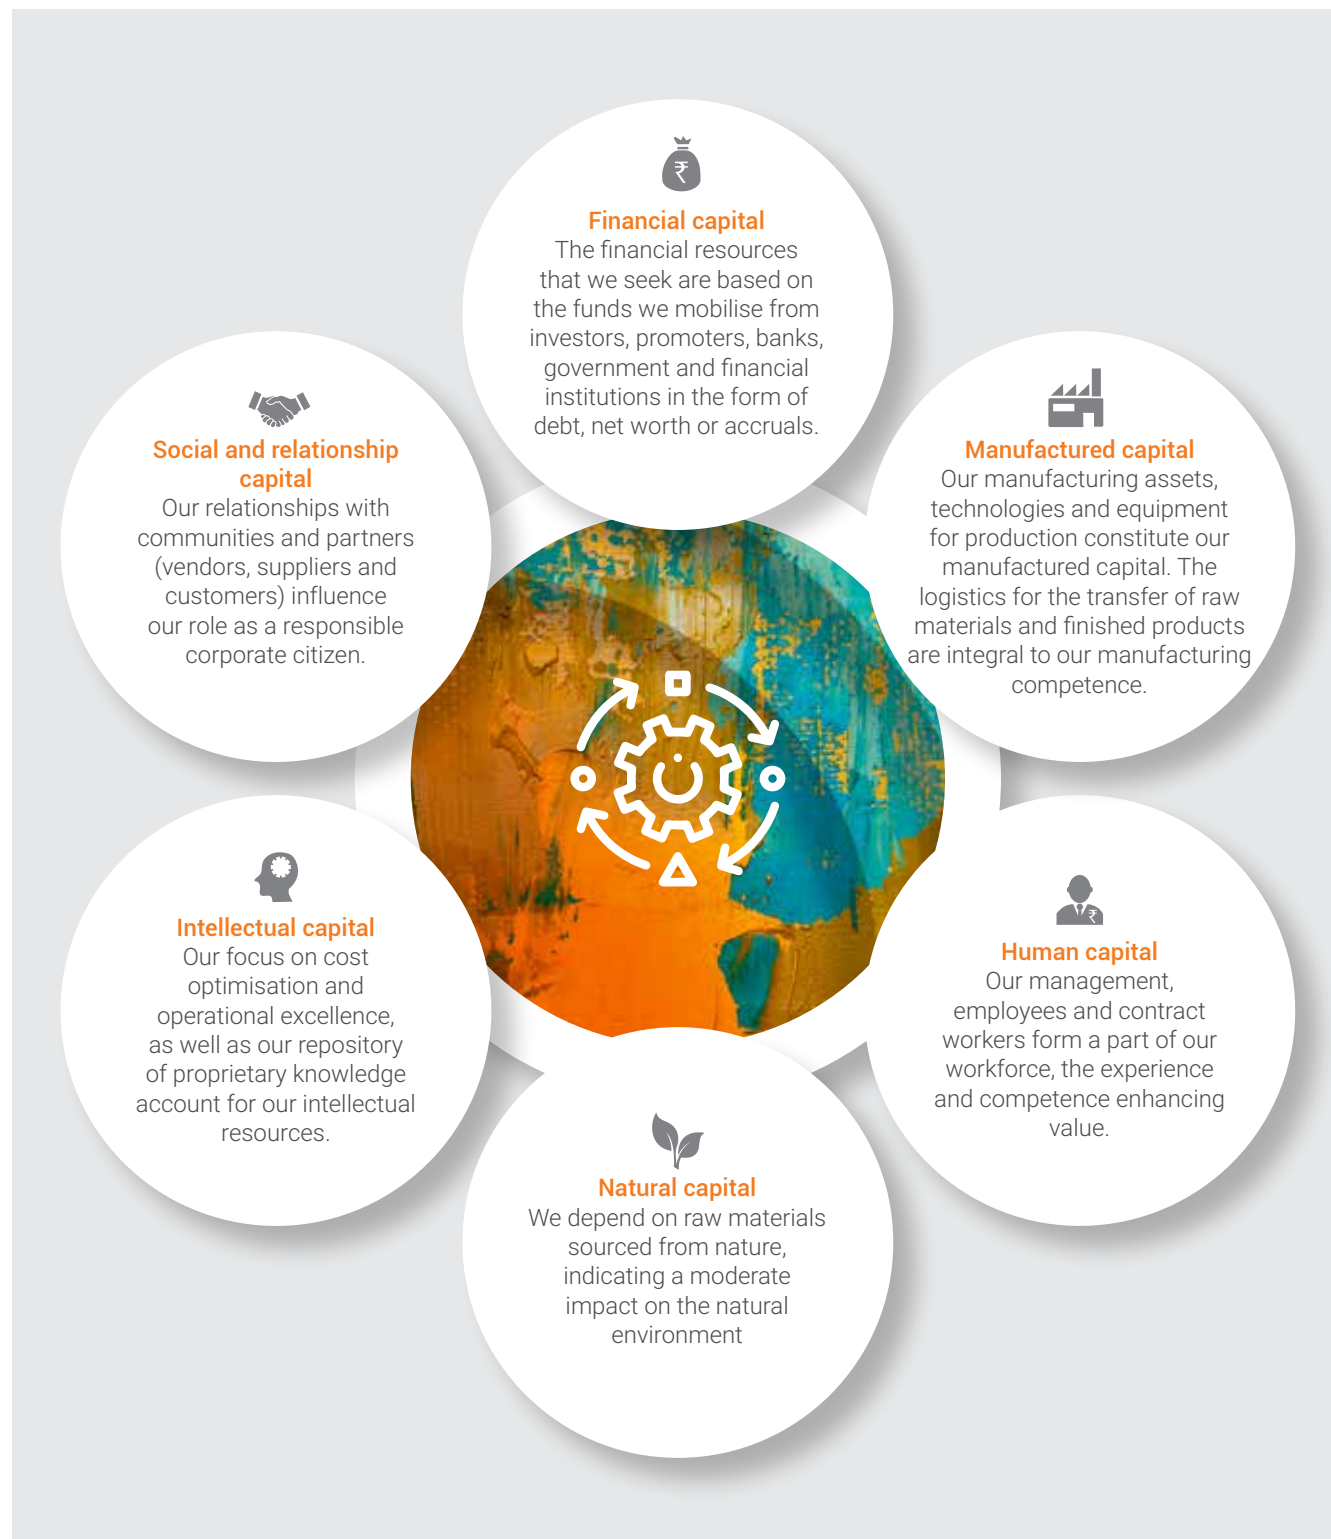 ₹
Financial capital
The financial resources
that we seek are based on
the funds we mobilise from
investors, promoters, banks,
government and financial
institutions in the form of
debt, net worth or accruals.
Manufactured capital
Our manufacturing assets,
technologies and equipment
for production constitute our
manufactured capital. The
logistics for the transfer of raw
materials and finished products
are integral to our manufacturing
competence.
₹
Human capital
Our management,
employees and contract
workers form a part of our
workforce, the experience
and competence enhancing
value.
Natural capital
We depend on raw materials
sourced from nature,
indicating a moderate
impact on the natural
environment
Intellectual capital
Our focus on cost
optimisation and
operational excellence,
as well as our repository
of proprietary knowledge
account for our intellectual
resources.
Social and relationship
capital
Our relationships with
communities and partners
(vendors, suppliers and
customers) influence
our role as a responsible
corporate citizen.